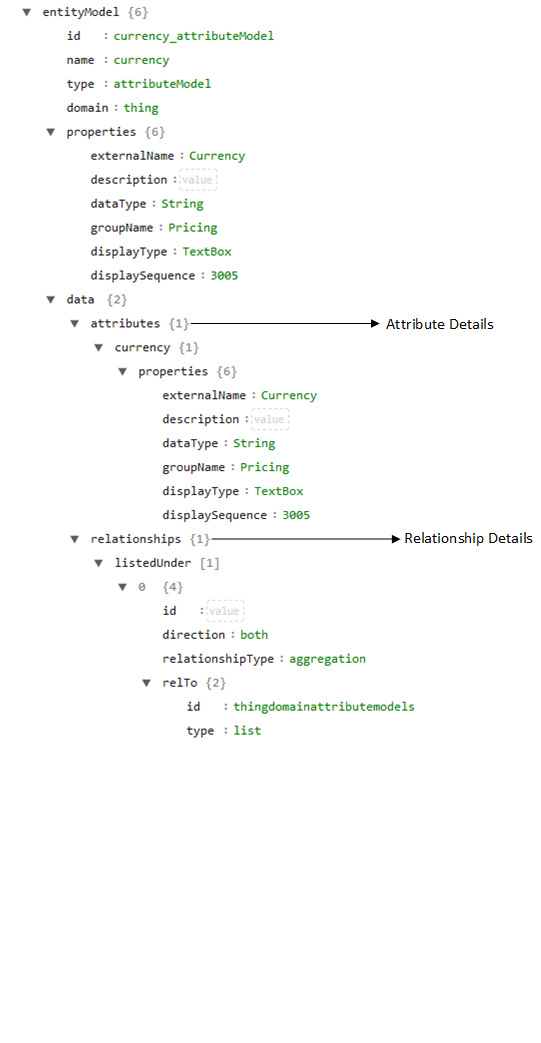 ▼ entityModel {6}
id : currency_attributeModel
name : currency
type : attributeModel
domain : thing
▼ properties {6}
externalName : Currency
description : value
dataType : String
groupName : Pricing
displayType : TextBox
displaySequence : 3005
▼ data {2}
▼ attributes {1} Attribute Details
▼ currency {1}
▼ properties {6}
externalName : Currency
description : value
dataType : String
groupName : Pricing
displayType : TextBox
displaySequence : 3005
▼ relationships {1} Relationship Details
▼ listedUnder [1]
▼ 0 {4}
id : value
direction : both
relationshipType : aggregation
▼ relTo {2}
id : thingdomainattributemodels
type : list